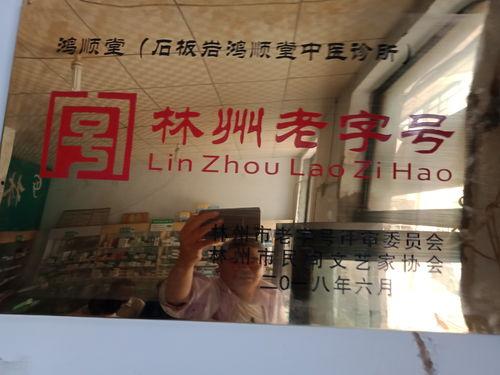 鸿顺堂（石板岩鸿顺堂中医诊所）
号 林州老字号
Lin Zhou Lao Zi Hao
林州市老字号评审委员会
林州市民间文艺家协会
二〇一八年六月